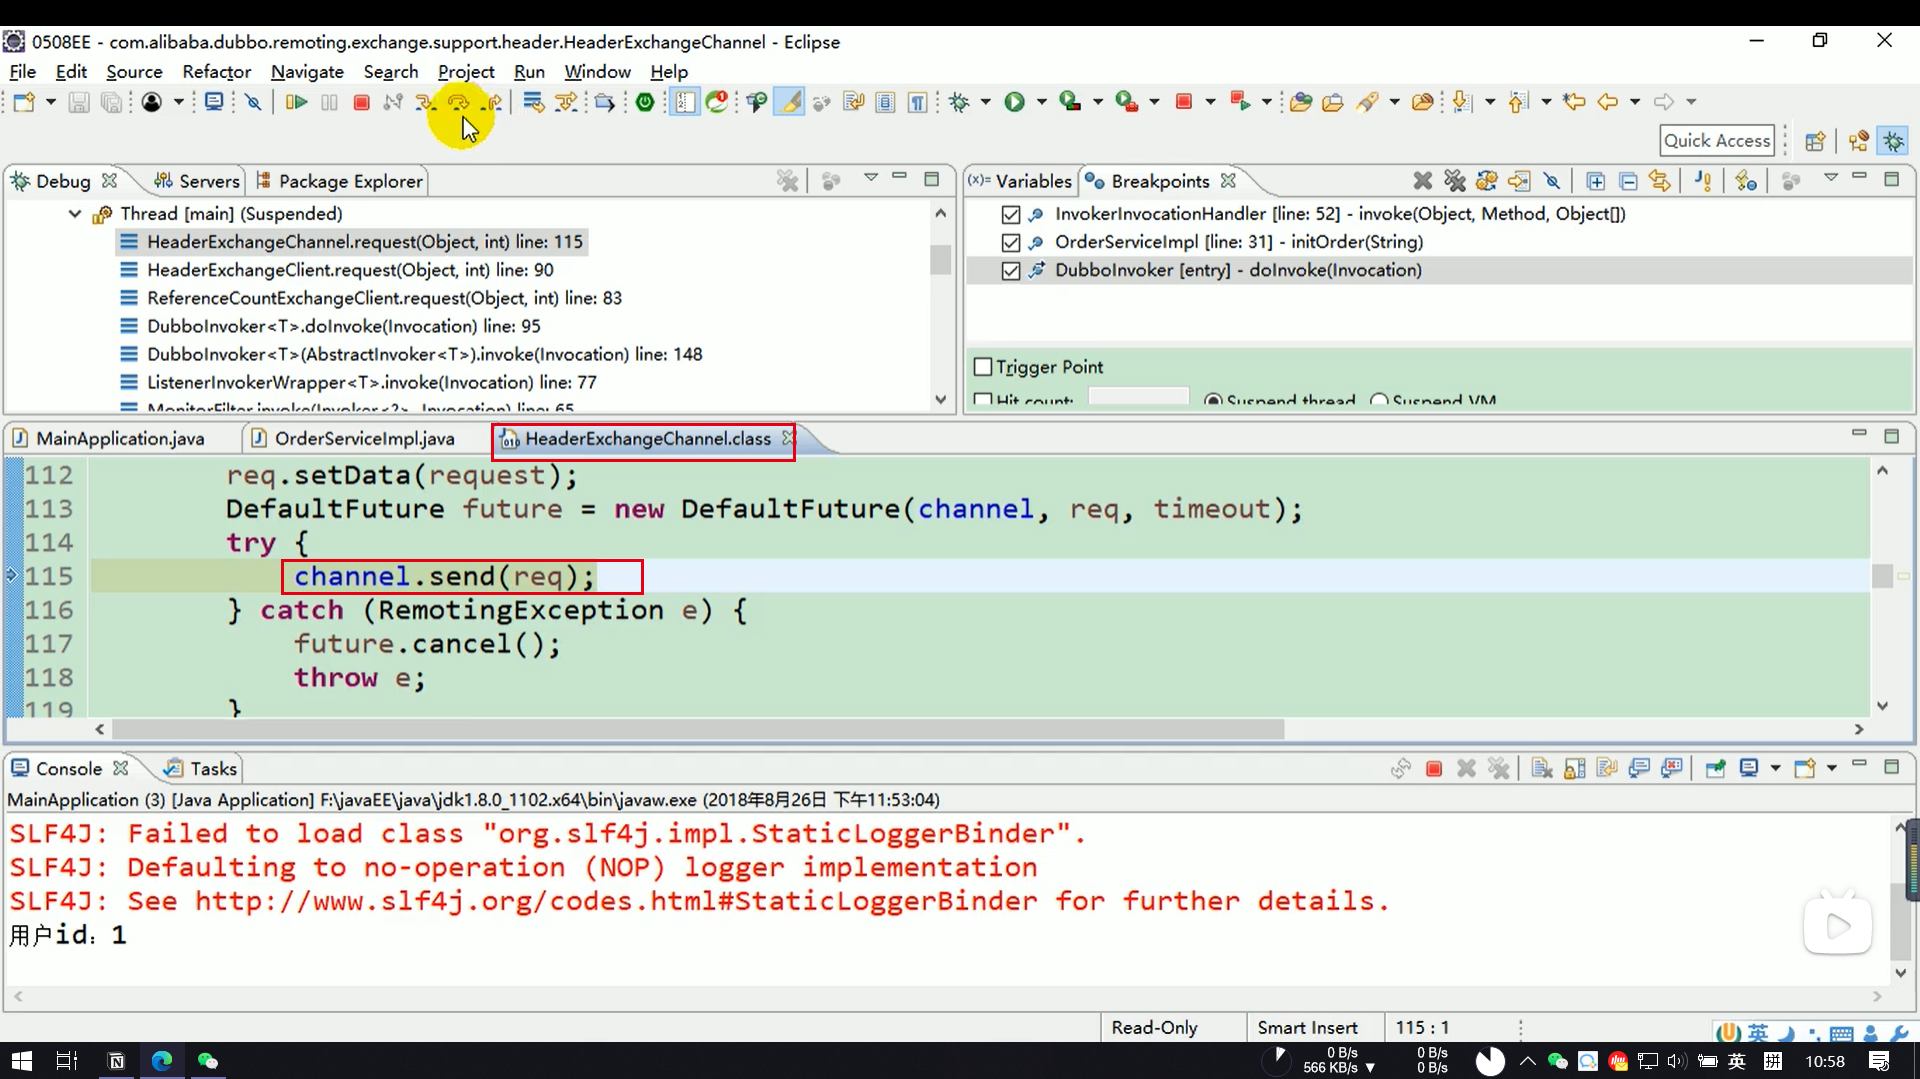 0508EE - com.alibaba.dubbo.remoting.exchange.support.header.HeaderExchangeChannel - Eclipse
File Edit Source Refactor Navigate Search Project Run Window Help
Quick Access
Debug Servers Package Explorer
Thread [main] (Suspended)
HeaderExchangeChannel.request(Object, int) line: 115
HeaderExchangeClient.request(Object, int) line: 90
ReferenceCountExchangeClient.request(Object, int) line: 83
DubboInvoker<T>.doInvoke(Invocation) line: 95
DubboInvoker<T>(AbstractInvoker<T>).invoke(Invocation) line: 148
ListenerInvokerWrapper<T>.invoke(Invocation) line: 77
MonitorFilter.invoke(Invoker<?>, Invocation) line: 65
(x)= Variables Breakpoints
InvokerInvocationHandler [line: 52] - invoke(Object, Method, Object[])
OrderServiceImpl [line: 31] - initOrder(String)
DubboInvoker [entry] - doInvoke(Invocation)
Trigger Point
Hit count: Suspend thread Suspend VM
MainApplication.java OrderServiceImpl.java HeaderExchangeChannel.class
112 req.setData(request);
113 DefaultFuture future = new DefaultFuture(channel, req, timeout);
114 try {
115 channel.send(req);
116 } catch (RemotingException e) {
117 future.cancel();
118 throw e;
119 }
Console Tasks
MainApplication (3) [Java Application] F:\javaEE\java\jdk1.8.0_1102.x64\bin\javaw.exe (2018年8月26日 下午11:53:04)
SLF4J: Failed to load class "org.slf4j.impl.StaticLoggerBinder".
SLF4J: Defaulting to no-operation (NOP) logger implementation
SLF4J: See http://www.slf4j.org/codes.html#StaticLoggerBinder for further details.
用户id：1
Read-Only Smart Insert 115 : 1
英
0 B/s 0 B/s
566 KB/s 0 B/s
英 拼 10:58